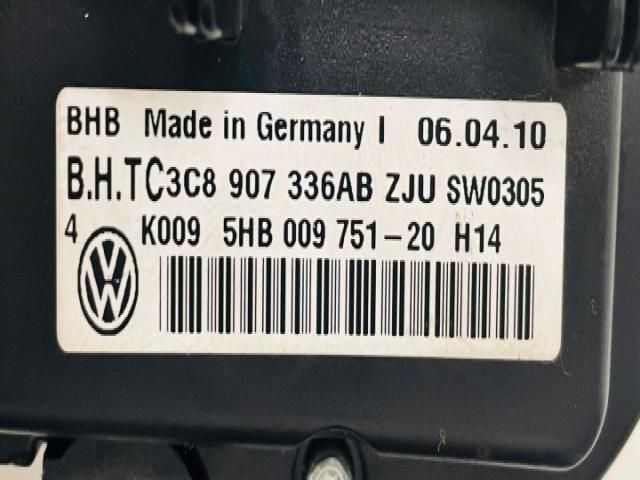 BHB Made in Germany I 06.04.10
B.H.TC3C8 907 336AB ZJU SW0305
4 K009 5HB 009 751-20 H14